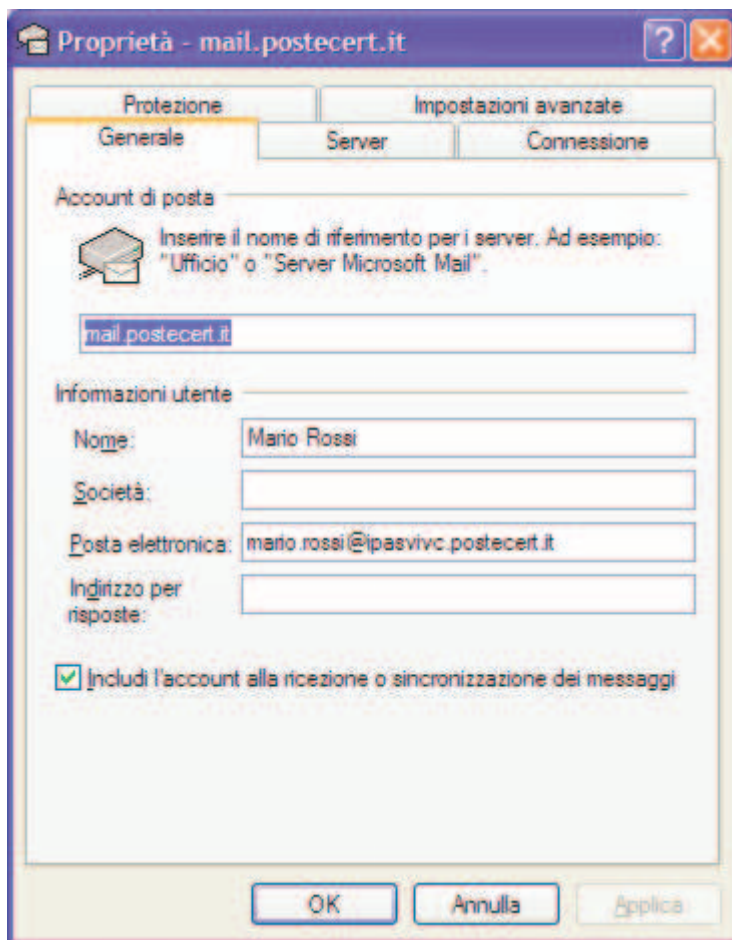 Proprietà - mail.postecert.it
Protezione
Impostazioni avanzate
Generale
Server
Connessione
Account di posta
Inserire il nome di riferimento per i server. Ad esempio:
"Ufficio" o "Server Microsoft Mail".
mail.postecert.it
Informazioni utente
Nome:
Mario Rossi
Società:
Posta elettronica:
mario.rossi@ipasvivc.postecert.it
Indirizzo per
risposte:
Includi l'account alla ricezione o sincronizzazione dei messaggi
OK
Annulla
Applica